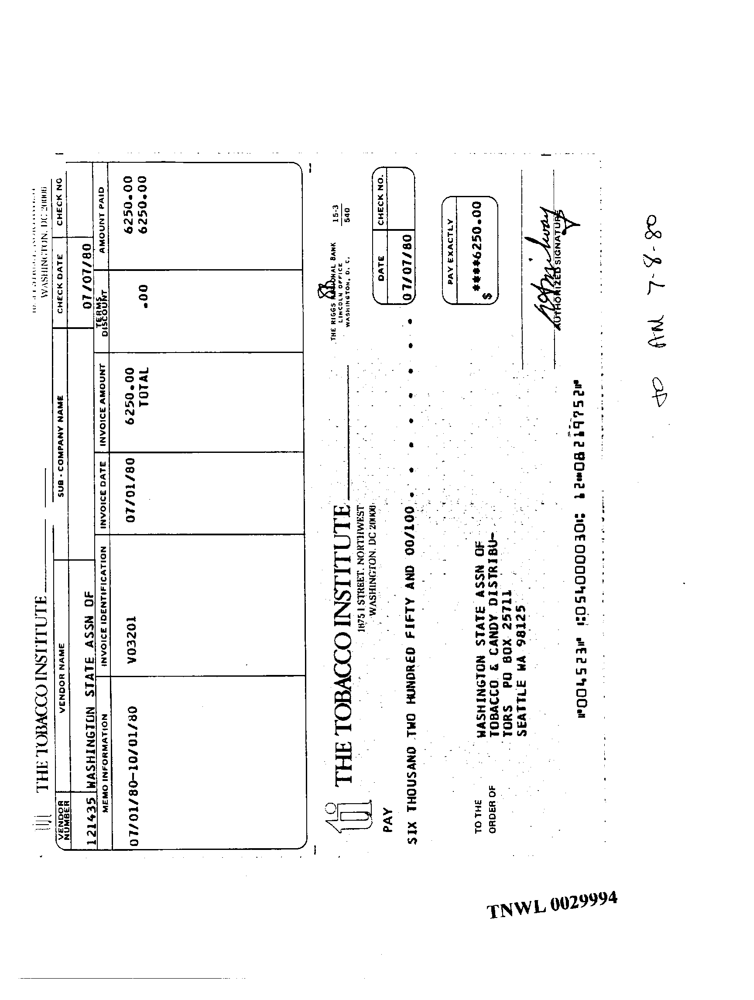 THE TOBACCO INSTITUTE
WASHINGTON, DC 20006
VENDOR NUMBER VENDOR NAME SUB - COMPANY NAME CHECK DATE CHECK NO
121435 WASHINGTON STATE ASSN OF 07/07/80
MEMO INFORMATION INVOICE IDENTIFICATION INVOICE DATE INVOICE AMOUNT TERMS DISCOUNT AMOUNT PAID
07/01/80-10/01/80 V03201 07/01/80 6250.00 .00 6250.00
TOTAL 6250.00
THE TOBACCO INSTITUTE
1875 I STREET, NORTHWEST
WASHINGTON, DC 20006
THE RIGGS NATIONAL BANK
LINCOLN OFFICE
WASHINGTON, D. C.
15-3
540
PAY
DATE CHECK NO.
SIX THOUSAND TWO HUNDRED FIFTY AND 00/100 . . . . . . . 07/07/80
PAY EXACTLY
$ ****6250.00
TO THE
ORDER OF
WASHINGTON STATE ASSN OF
TOBACCO & CANDY DISTRIBU-
TORS PO BOX 25711
SEATTLE WA 98125
AUTHORIZED SIGNATURE
⑈004523⑈ ⑆054000030⑆ 12⑉08219752⑈
to AM 7-8-80
TNWL 0029994